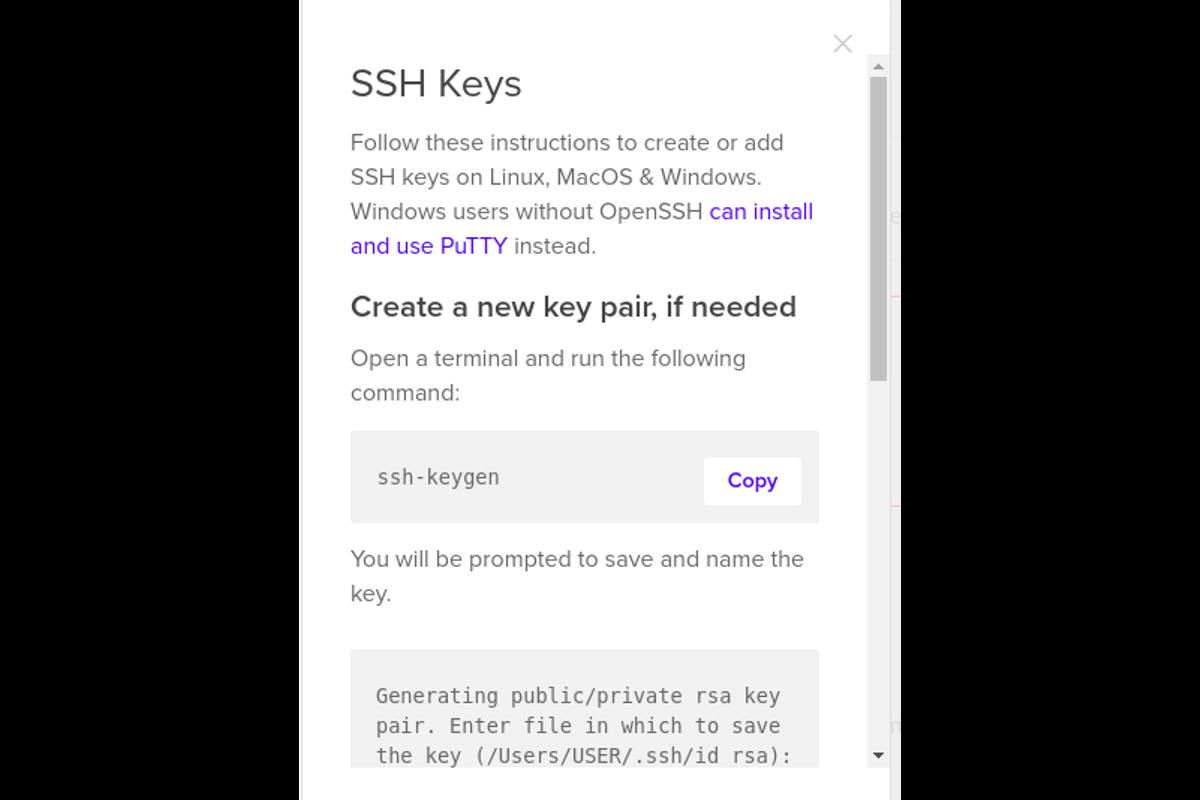 SSH Keys
Follow these instructions to create or add
SSH keys on Linux, MacOS & Windows.
Windows users without OpenSSH can install
and use PuTTY instead.
Create a new key pair, if needed
Open a terminal and run the following
command:
ssh-keygen
Copy
You will be prompted to save and name the
key.
Generating public/private rsa key
pair. Enter file in which to save
the key (/Users/USER/.ssh/id rsa):